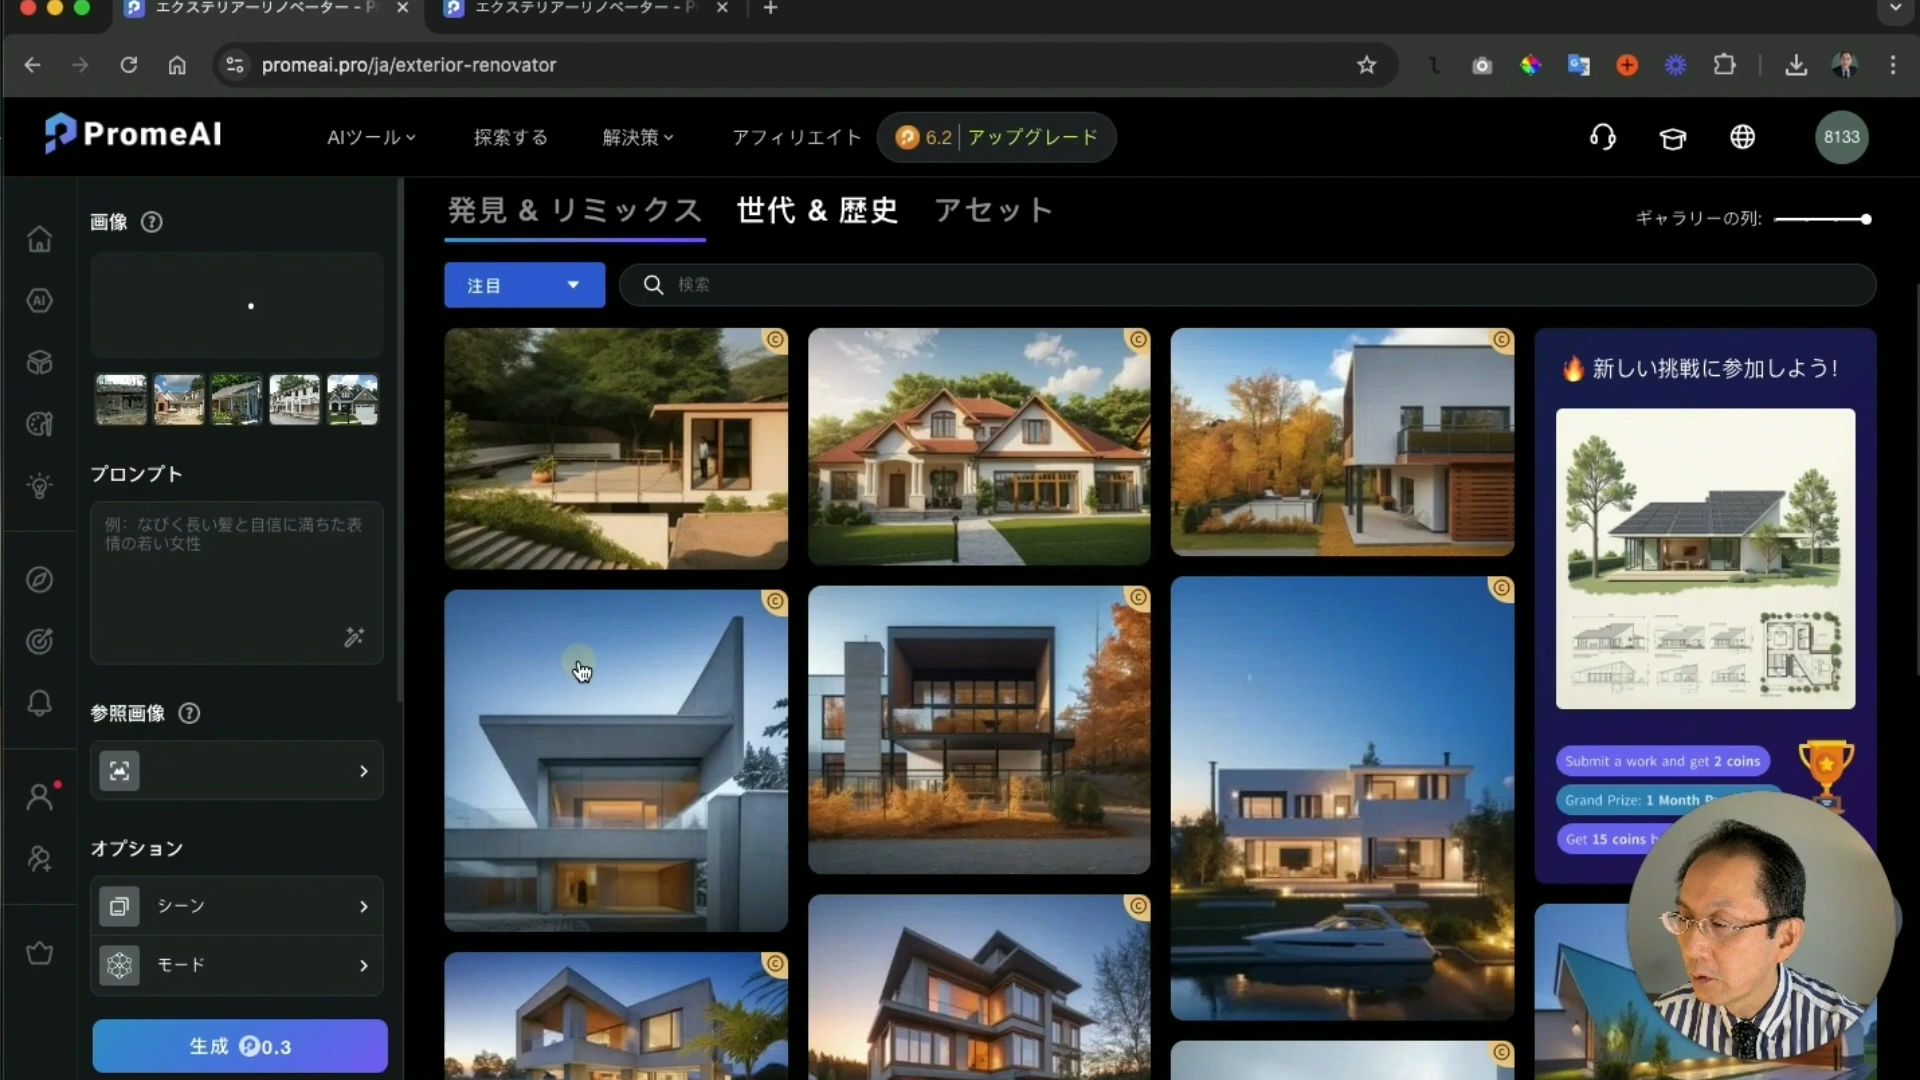 エクステリアーリノベーター - P
エクステリアーリノベーター - P
promeai.pro/ja/exterior-renovator
PromeAI
AIツール
探索する
解決策
アフィリエイト
6.2
アップグレード
8133
画像
発見 & リミックス
世代 & 歴史
アセット
ギャラリーの列:
注目
検索
新しい挑戦に参加しよう!
プロンプト
例: なびく長い髪と自信に満ちた表
情の若い女性
参照画像
オプション
シーン
モード
生成 0.3
Submit a work and get 2 coins
Grand Prize: 1 Month
Get 15 coins